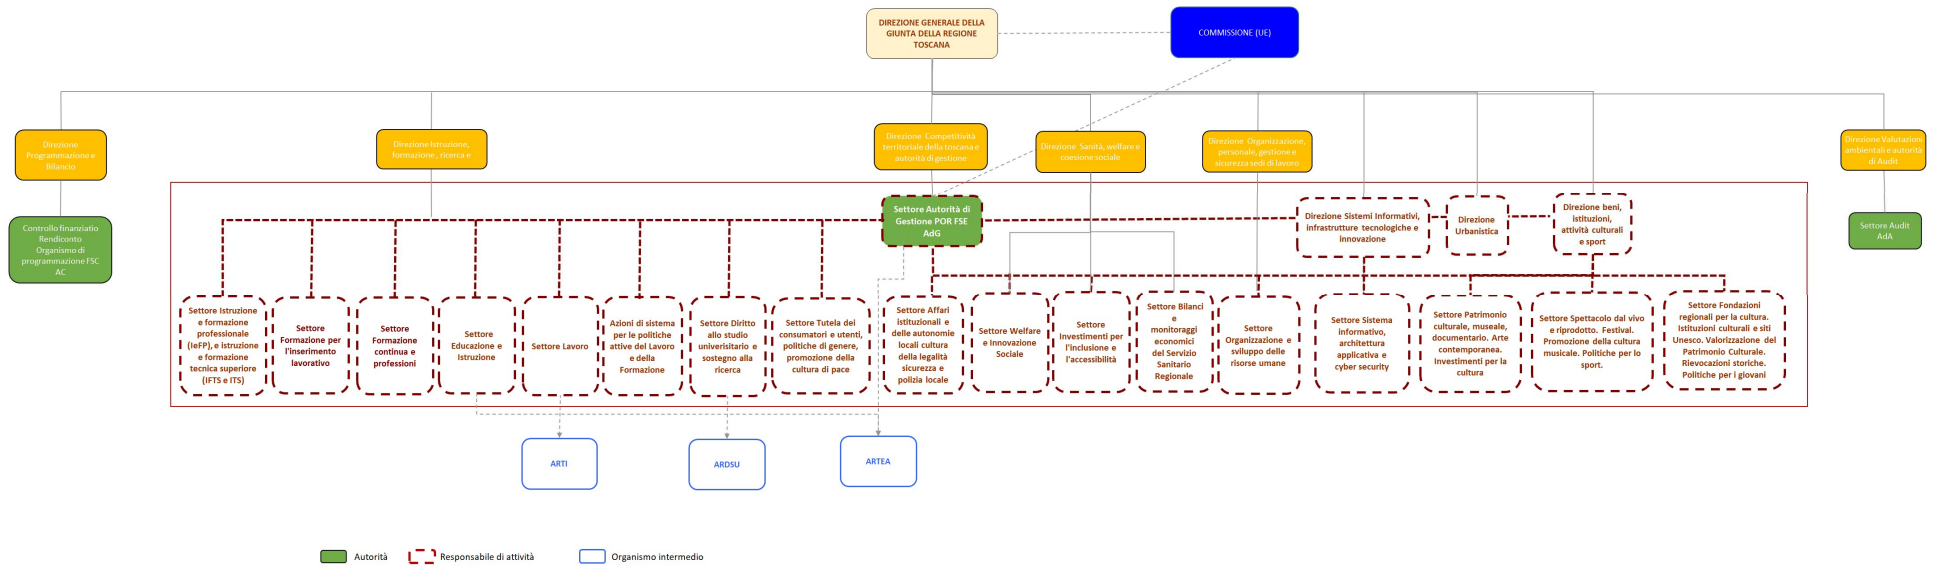 DIREZIONE GENERALE DELLA
GIUNTA DELLA REGIONE
TOSCANA
COMMISSIONE (UE)
Direzione
Programmazione e
Bilancio
Direzione Istruzione,
formazione , ricerca e
Direzione Competitività
territoriale della toscana e
autorità di gestione
Direzione Sanità, welfare e
coesione sociale
Direzione Organizzazione,
personale, gestione e
sicurezza sedi di lavoro
Direzione Valutazioni
ambientali e autorità
di Audit
Controllo finanziatio
Rendiconto
Organismo di
programmazione FSC
AC
Settore Autorità di
Gestione POR FSE
AdG
Direzione Sistemi Informativi,
infrastrutture tecnologiche e
innovazione
Direzione
Urbanistica
Direzione beni,
istituzioni,
attività culturali
e sport
Settore Audit
AdA
Settore Istruzione
e formazione
professionale
(IeFP), e istruzione
e formazione
tecnica superiore
(IFTS e ITS)
Settore
Formazione per
l'inserimento
lavorativo
Settore
Formazione
continua e
professioni
Settore
Educazione e
Istruzione
Settore Lavoro
Azioni di sistema
per le politiche
attive del Lavoro
e della
Formazione
Settore Diritto
allo studio
univerisitario e
sostegno alla
ricerca
Settore Tutela dei
consumatori e utenti,
politiche di genere,
promozione della
cultura di pace
Settore Affari
istituzionali e
delle autonomie
locali cultura
della legalità
sicurezza e
polizia locale
Settore Welfare
e Innovazione
Sociale
Settore
Investimenti per
l'inclusione e
l'accessibilità
Settore Bilanci
e
monitoraggi
economici
del Servizio
Sanitario
Regionale
Settore
Organizzazione e
sviluppo delle
risorse umane
Settore Sistema
informativo,
architettura
applicativa e
cyber security
Settore Patrimonio
culturale, museale,
documentario. Arte
contemporanea.
Investimenti per la
cultura
Settore Spettacolo dal vivo
e riprodotto. Festival.
Promozione della cultura
musicale. Politiche per lo
sport.
Settore Fondazioni
regionali per la cultura.
Istituzioni culturali e siti
Unesco. Valorizzazione del
Patrimonio Culturale.
Rievocazioni storiche.
Politiche per i giovani
ARTI
ARDSU
ARTEA
Autorità
Responsabile di attività
Organismo intermedio